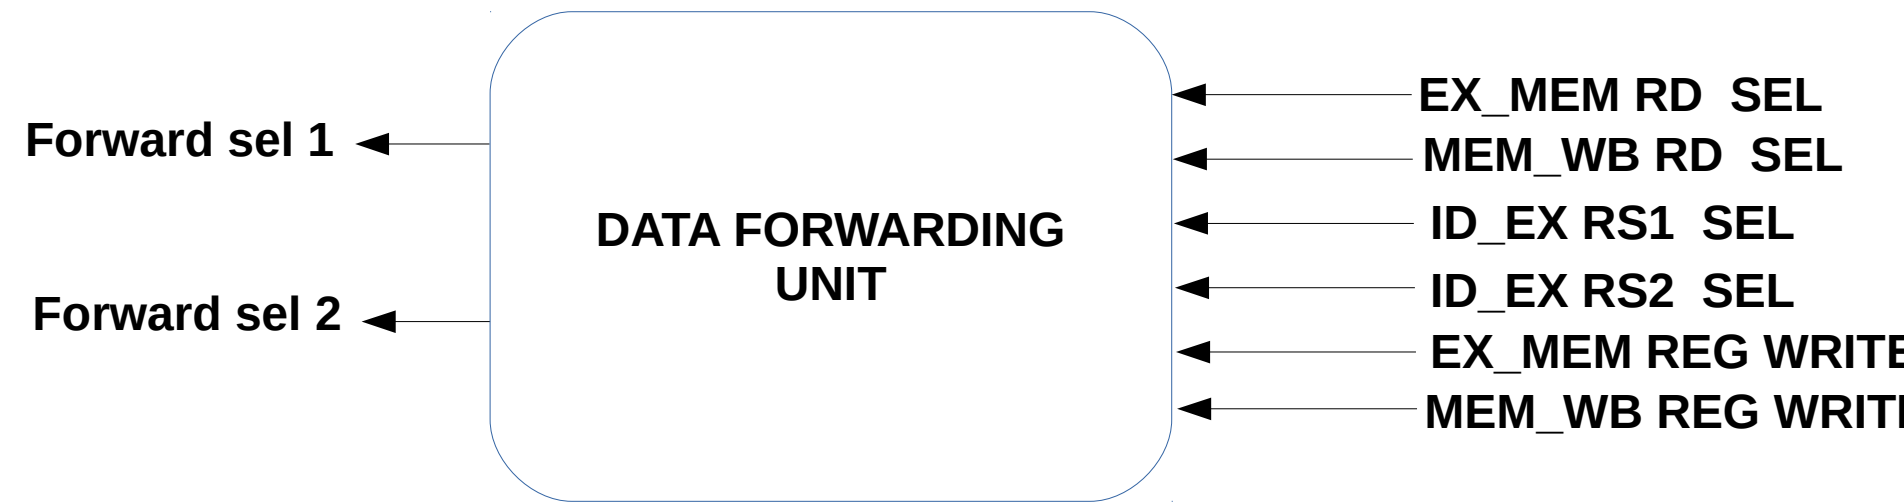 Forward sel 1
Forward sel 2
DATA FORWARDING
UNIT
EX_MEM RD  SEL
MEM_WB RD  SEL
ID_EX RS1  SEL
ID_EX RS2  SEL
EX_MEM REG WRITE
MEM_WB REG WRIT